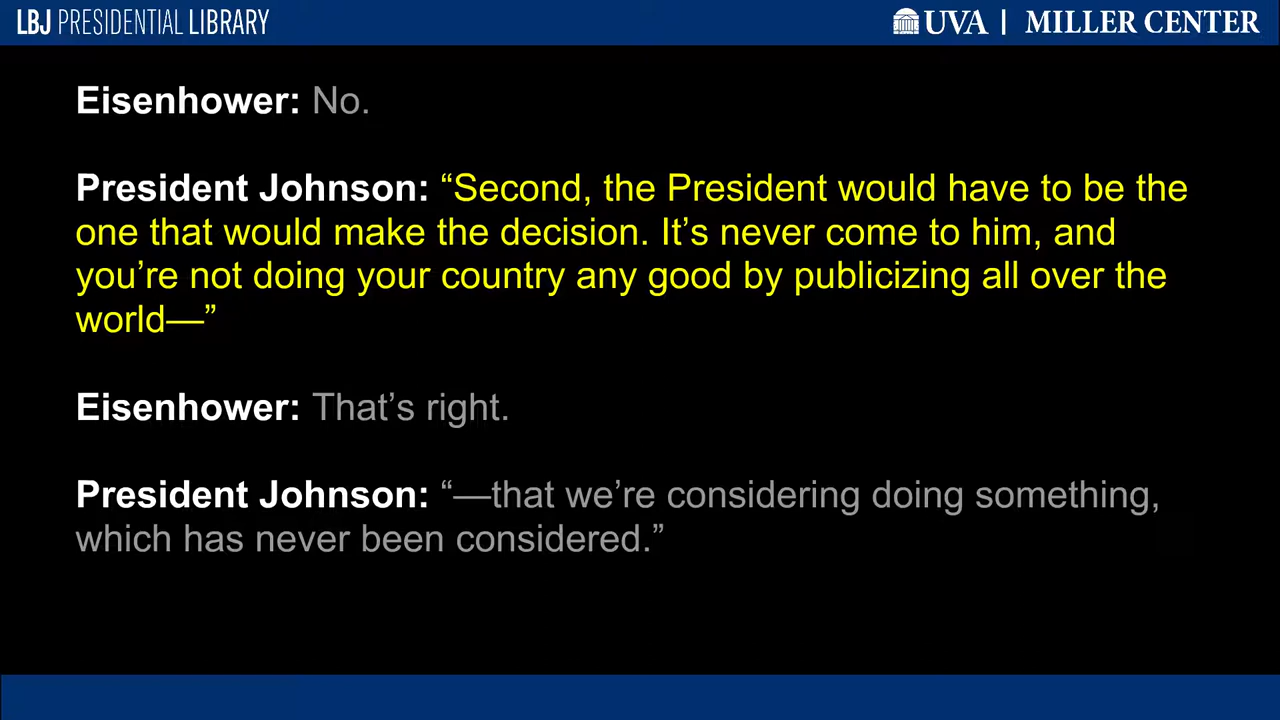 LBJ PRESIDENTIAL LIBRARY
UVA | MILLER CENTER
Eisenhower: No.
President Johnson: “Second, the President would have to be the
one that would make the decision. It’s never come to him, and
you’re not doing your country any good by publicizing all over the
world—”
Eisenhower: That’s right.
President Johnson: “—that we’re considering doing something,
which has never been considered.”